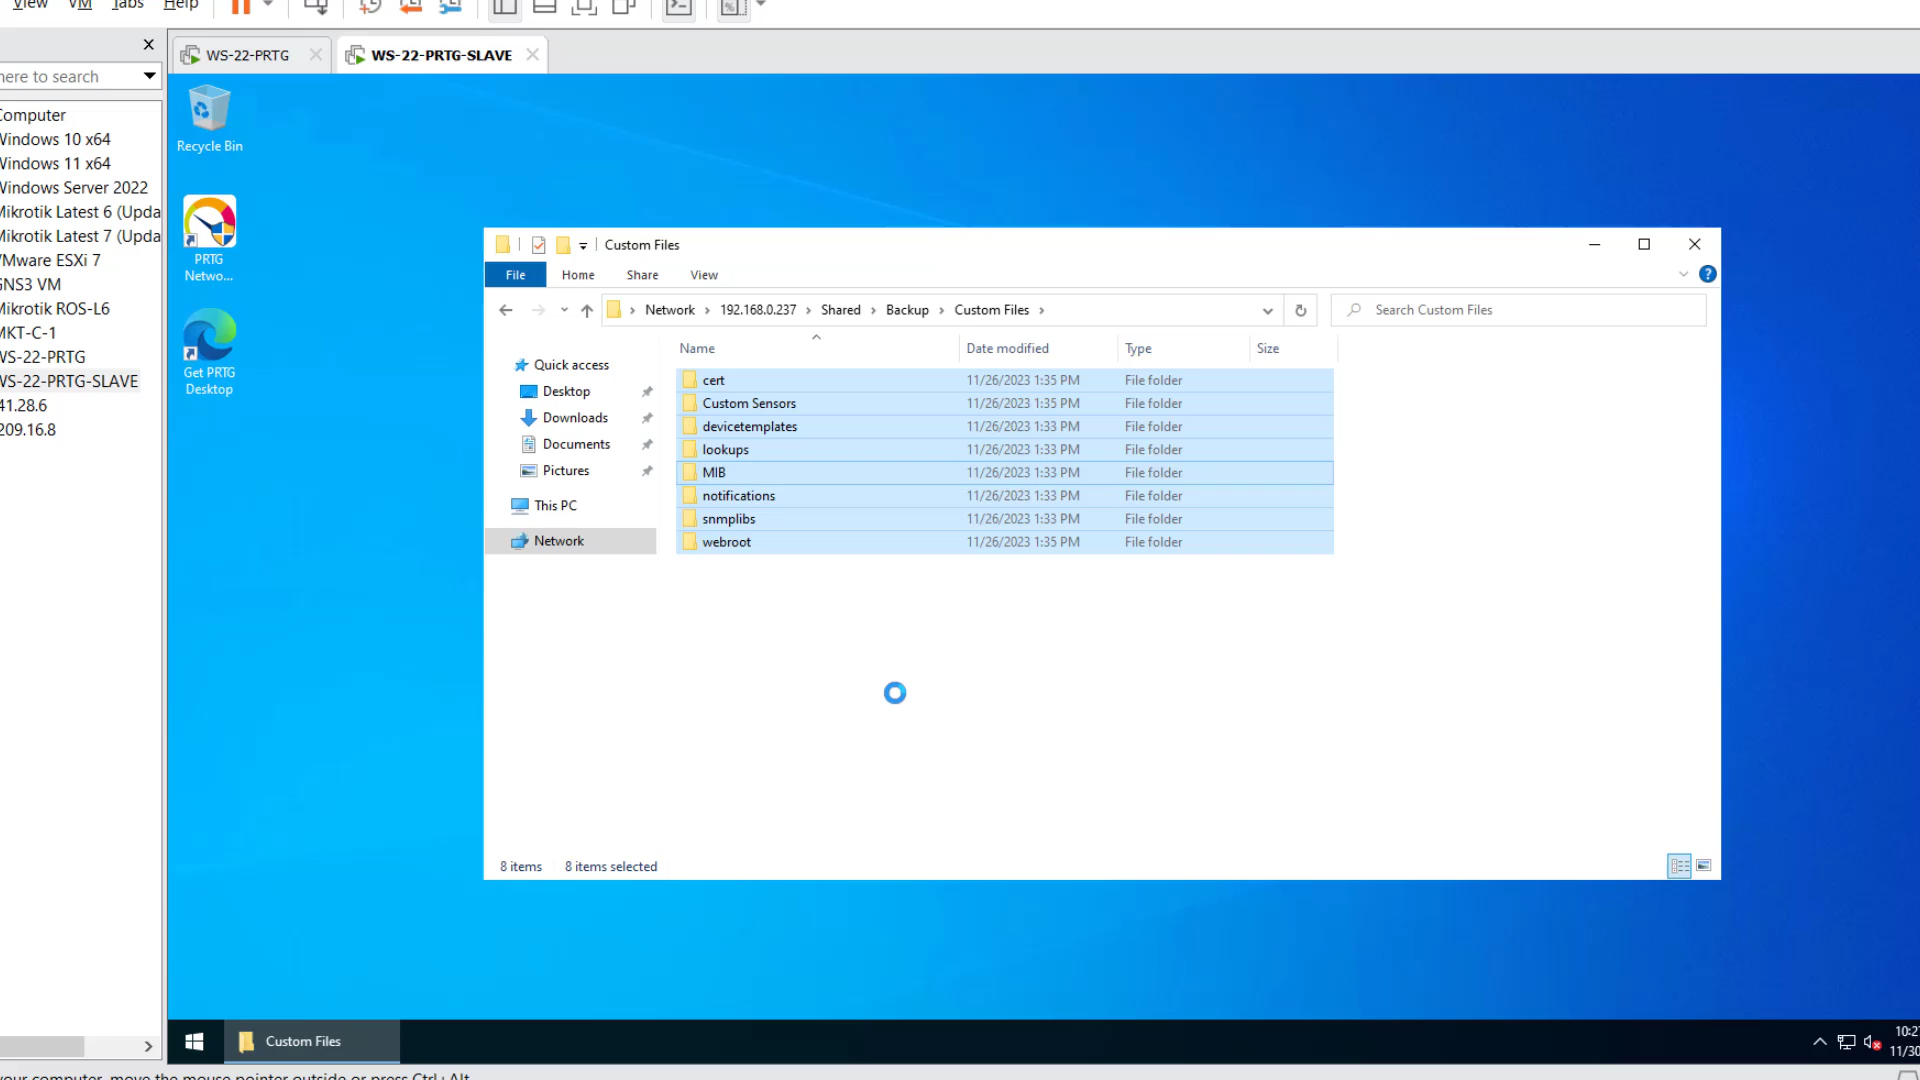 View VM Tabs Help
WS-22-PRTG
WS-22-PRTG-SLAVE
here to search
Computer
Windows 10 x64
Windows 11 x64
Windows Server 2022
Mikrotik Latest 6 (Upda
Mikrotik Latest 7 (Upda
VMware ESXi 7
GNS3 VM
Mikrotik ROS-L6
MKT-C-1
WS-22-PRTG
WS-22-PRTG-SLAVE
41.28.6
209.16.8
Recycle Bin
PRTG
Netwo...
Get PRTG
Desktop
Custom Files
File Home Share View
Network 192.168.0.237 Shared Backup Custom Files
Search Custom Files
Quick access
Desktop
Downloads
Documents
Pictures
This PC
Network
Name Date modified Type Size
cert 11/26/2023 1:35 PM File folder
Custom Sensors 11/26/2023 1:35 PM File folder
devicetemplates 11/26/2023 1:33 PM File folder
lookups 11/26/2023 1:33 PM File folder
MIB 11/26/2023 1:33 PM File folder
notifications 11/26/2023 1:33 PM File folder
snmplibs 11/26/2023 1:33 PM File folder
webroot 11/26/2023 1:35 PM File folder
8 items 8 items selected
Custom Files
10:27
11/30
your computer, move the mouse pointer outside or press Ctrl+Alt.